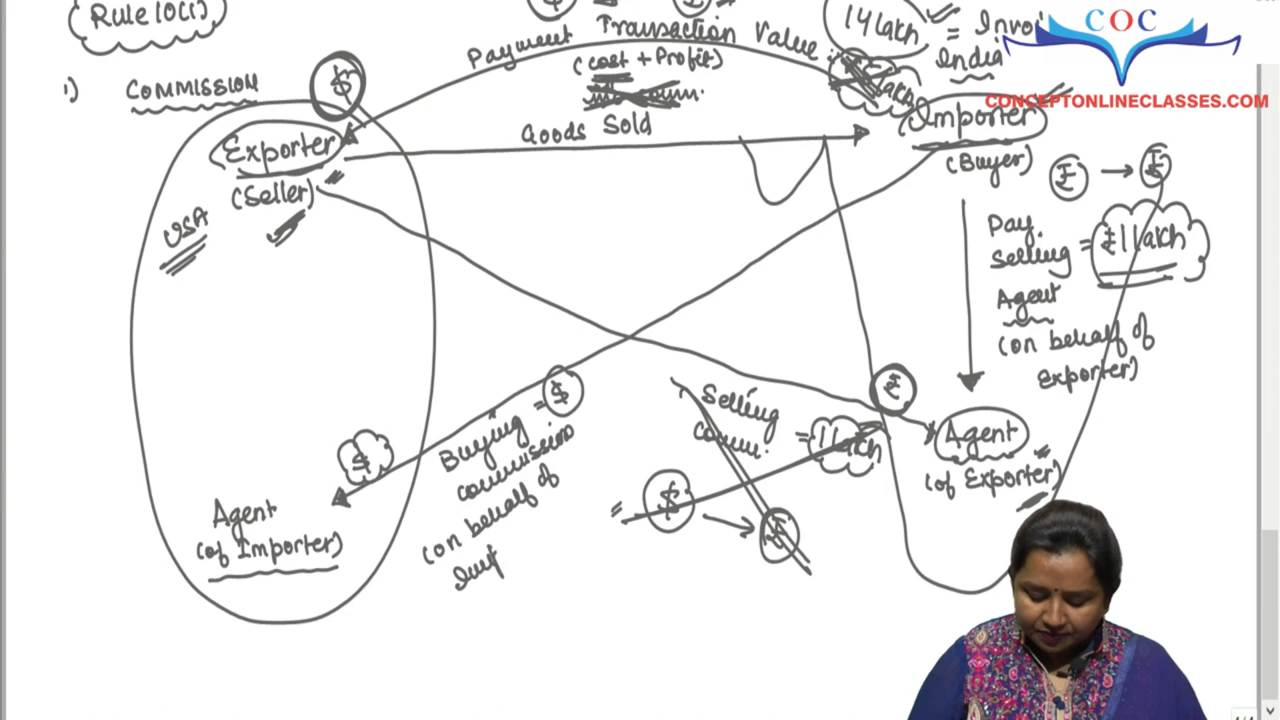 Rule 10(1)
$
14 lakh = Invoi
India
COC
CONCEPTONLINECLASSES.COM
Payment Transaction Value :
(cost + Profit)
lakh
1) COMMISSION
$
Goods Sold
Exporter
(Seller)
USA
Importer
(Buyer)
₹ → ₹
Pay.
Selling = ₹1 lakh
Agent
(on behalf of
Exporter)
₹
Agent
(of Exporter)
Selling
comm. = 1 lakh
= $ → ₹
Buying = $
commission
(on behalf of
Imp
$
Agent
(of Importer)